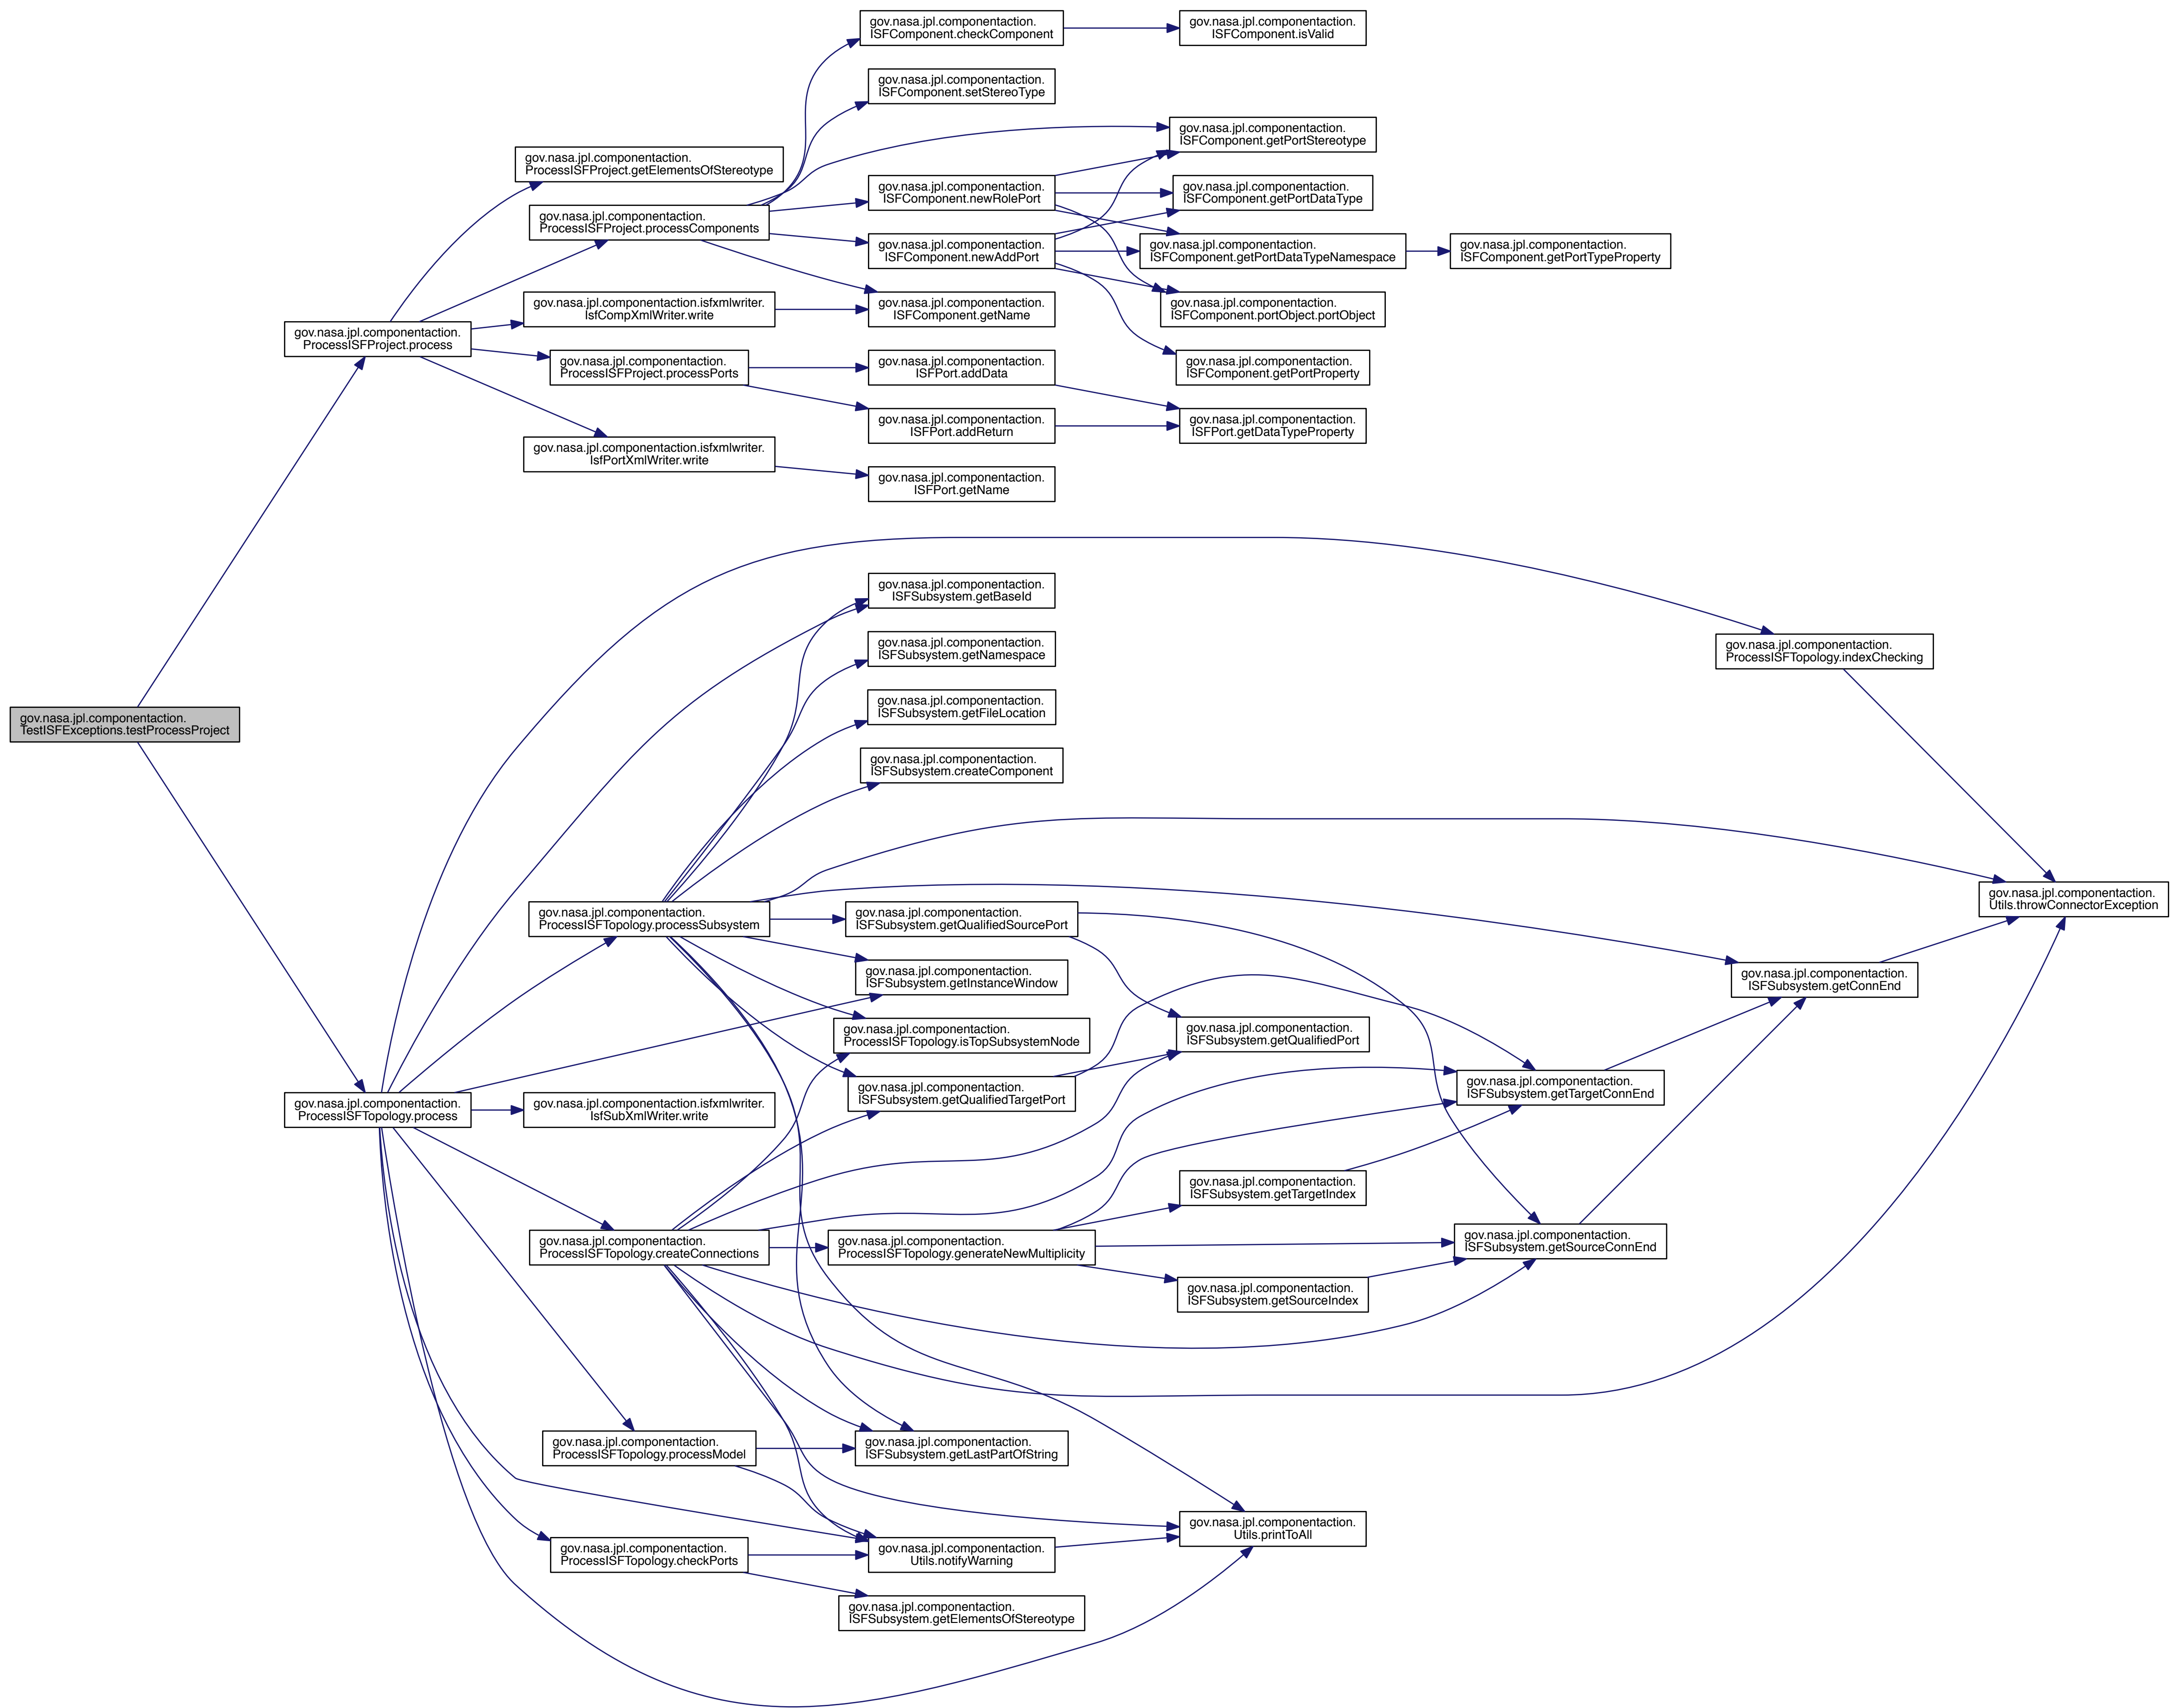 gov.nasa.jpl.componentaction.
ISFComponent.checkComponent
gov.nasa.jpl.componentaction.
ISFComponent.isValid
gov.nasa.jpl.componentaction.
ISFComponent.setStereoType
gov.nasa.jpl.componentaction.
ISFComponent.getPortStereotype
gov.nasa.jpl.componentaction.
ProcessISFProject.getElementsOfStereotype
gov.nasa.jpl.componentaction.
ISFComponent.newRolePort
gov.nasa.jpl.componentaction.
ISFComponent.getPortDataType
gov.nasa.jpl.componentaction.
ProcessISFProject.processComponents
gov.nasa.jpl.componentaction.
ISFComponent.newAddPort
gov.nasa.jpl.componentaction.
ISFComponent.getPortDataTypeNamespace
gov.nasa.jpl.componentaction.
ISFComponent.getPortTypeProperty
gov.nasa.jpl.componentaction.isfxmlwriter.
IsfCompXmlWriter.write
gov.nasa.jpl.componentaction.
ISFComponent.getName
gov.nasa.jpl.componentaction.
ISFComponent.portObject.portObject
gov.nasa.jpl.componentaction.
ProcessISFProject.process
gov.nasa.jpl.componentaction.
ProcessISFProject.processPorts
gov.nasa.jpl.componentaction.
ISFPort.addData
gov.nasa.jpl.componentaction.
ISFComponent.getPortProperty
gov.nasa.jpl.componentaction.
ISFPort.addReturn
gov.nasa.jpl.componentaction.
ISFPort.getDataTypeProperty
gov.nasa.jpl.componentaction.isfxmlwriter.
IsfPortXmlWriter.write
gov.nasa.jpl.componentaction.
ISFPort.getName
gov.nasa.jpl.componentaction.
ISFSubsystem.getBaseId
gov.nasa.jpl.componentaction.
ISFSubsystem.getNamespace
gov.nasa.jpl.componentaction.
ProcessISFTopology.indexChecking
gov.nasa.jpl.componentaction.
ISFSubsystem.getFileLocation
gov.nasa.jpl.componentaction.
TestISFExceptions.testProcessProject
gov.nasa.jpl.componentaction.
ISFSubsystem.createComponent
gov.nasa.jpl.componentaction.
Utils.throwConnectorException
gov.nasa.jpl.componentaction.
ProcessISFTopology.processSubsystem
gov.nasa.jpl.componentaction.
ISFSubsystem.getQualifiedSourcePort
gov.nasa.jpl.componentaction.
ISFSubsystem.getInstanceWindow
gov.nasa.jpl.componentaction.
ISFSubsystem.getConnEnd
gov.nasa.jpl.componentaction.
ProcessISFTopology.isTopSubsystemNode
gov.nasa.jpl.componentaction.
ISFSubsystem.getQualifiedPort
gov.nasa.jpl.componentaction.
ISFSubsystem.getQualifiedTargetPort
gov.nasa.jpl.componentaction.
ISFSubsystem.getTargetConnEnd
gov.nasa.jpl.componentaction.
ProcessISFTopology.process
gov.nasa.jpl.componentaction.isfxmlwriter.
IsfSubXmlWriter.write
gov.nasa.jpl.componentaction.
ISFSubsystem.getTargetIndex
gov.nasa.jpl.componentaction.
ProcessISFTopology.createConnections
gov.nasa.jpl.componentaction.
ProcessISFTopology.generateNewMultiplicity
gov.nasa.jpl.componentaction.
ISFSubsystem.getSourceConnEnd
gov.nasa.jpl.componentaction.
ISFSubsystem.getSourceIndex
gov.nasa.jpl.componentaction.
ProcessISFTopology.processModel
gov.nasa.jpl.componentaction.
ISFSubsystem.getLastPartOfString
gov.nasa.jpl.componentaction.
Utils.printToAll
gov.nasa.jpl.componentaction.
ProcessISFTopology.checkPorts
gov.nasa.jpl.componentaction.
Utils.notifyWarning
gov.nasa.jpl.componentaction.
ISFSubsystem.getElementsOfStereotype